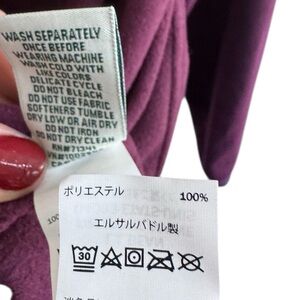 WASH SEPARATELY
ONCE BEFORE
WEARING MACHINE
WASH COLD WITH
LIKE COLORS
DELICATE CYCLE
DO NOT BLEACH
DO NOT USE FABRIC
SOFTENERS TUMBLE
DRY LOW OR AIR DRY
DO NOT IRON
DO NOT DRY CLEAN
ポリエステル 100%
エルサルバドル製
30